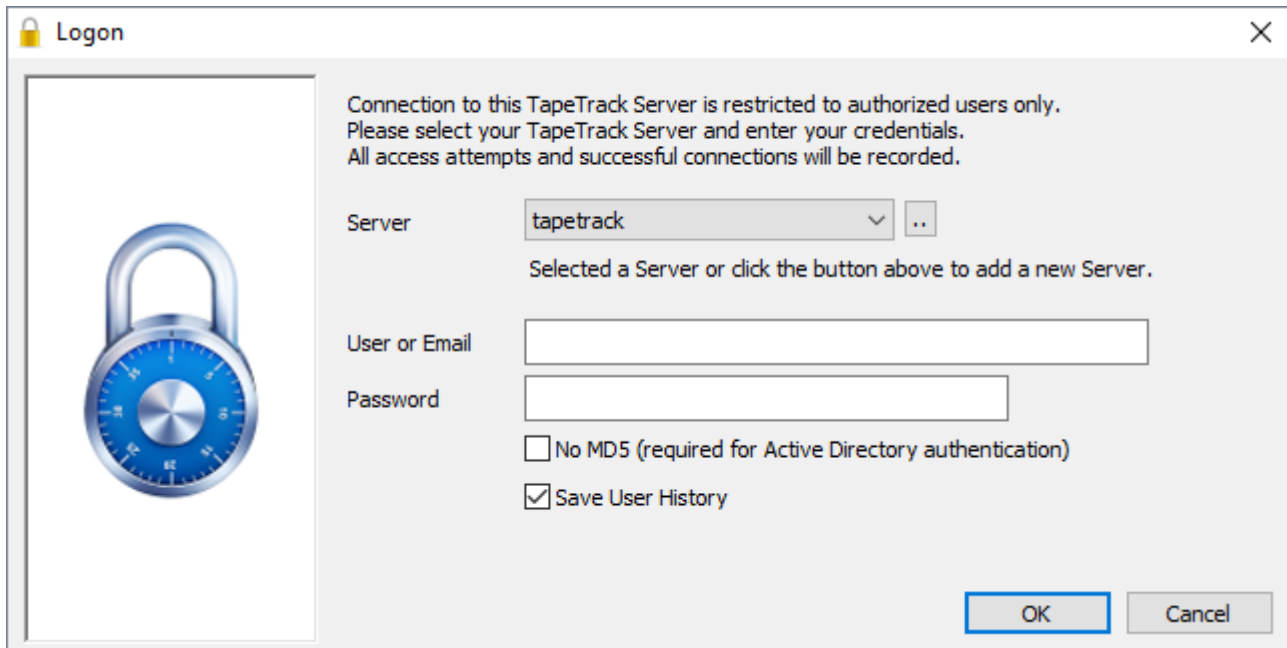 Logon
Connection to this TapeTrack Server is restricted to authorized users only.
Please select your TapeTrack Server and enter your credentials.
All access attempts and successful connections will be recorded.
Server
tapetrack
..
Selected a Server or click the button above to add a new Server.
User or Email
Password
No MD5 (required for Active Directory authentication)
Save User History
OK
Cancel